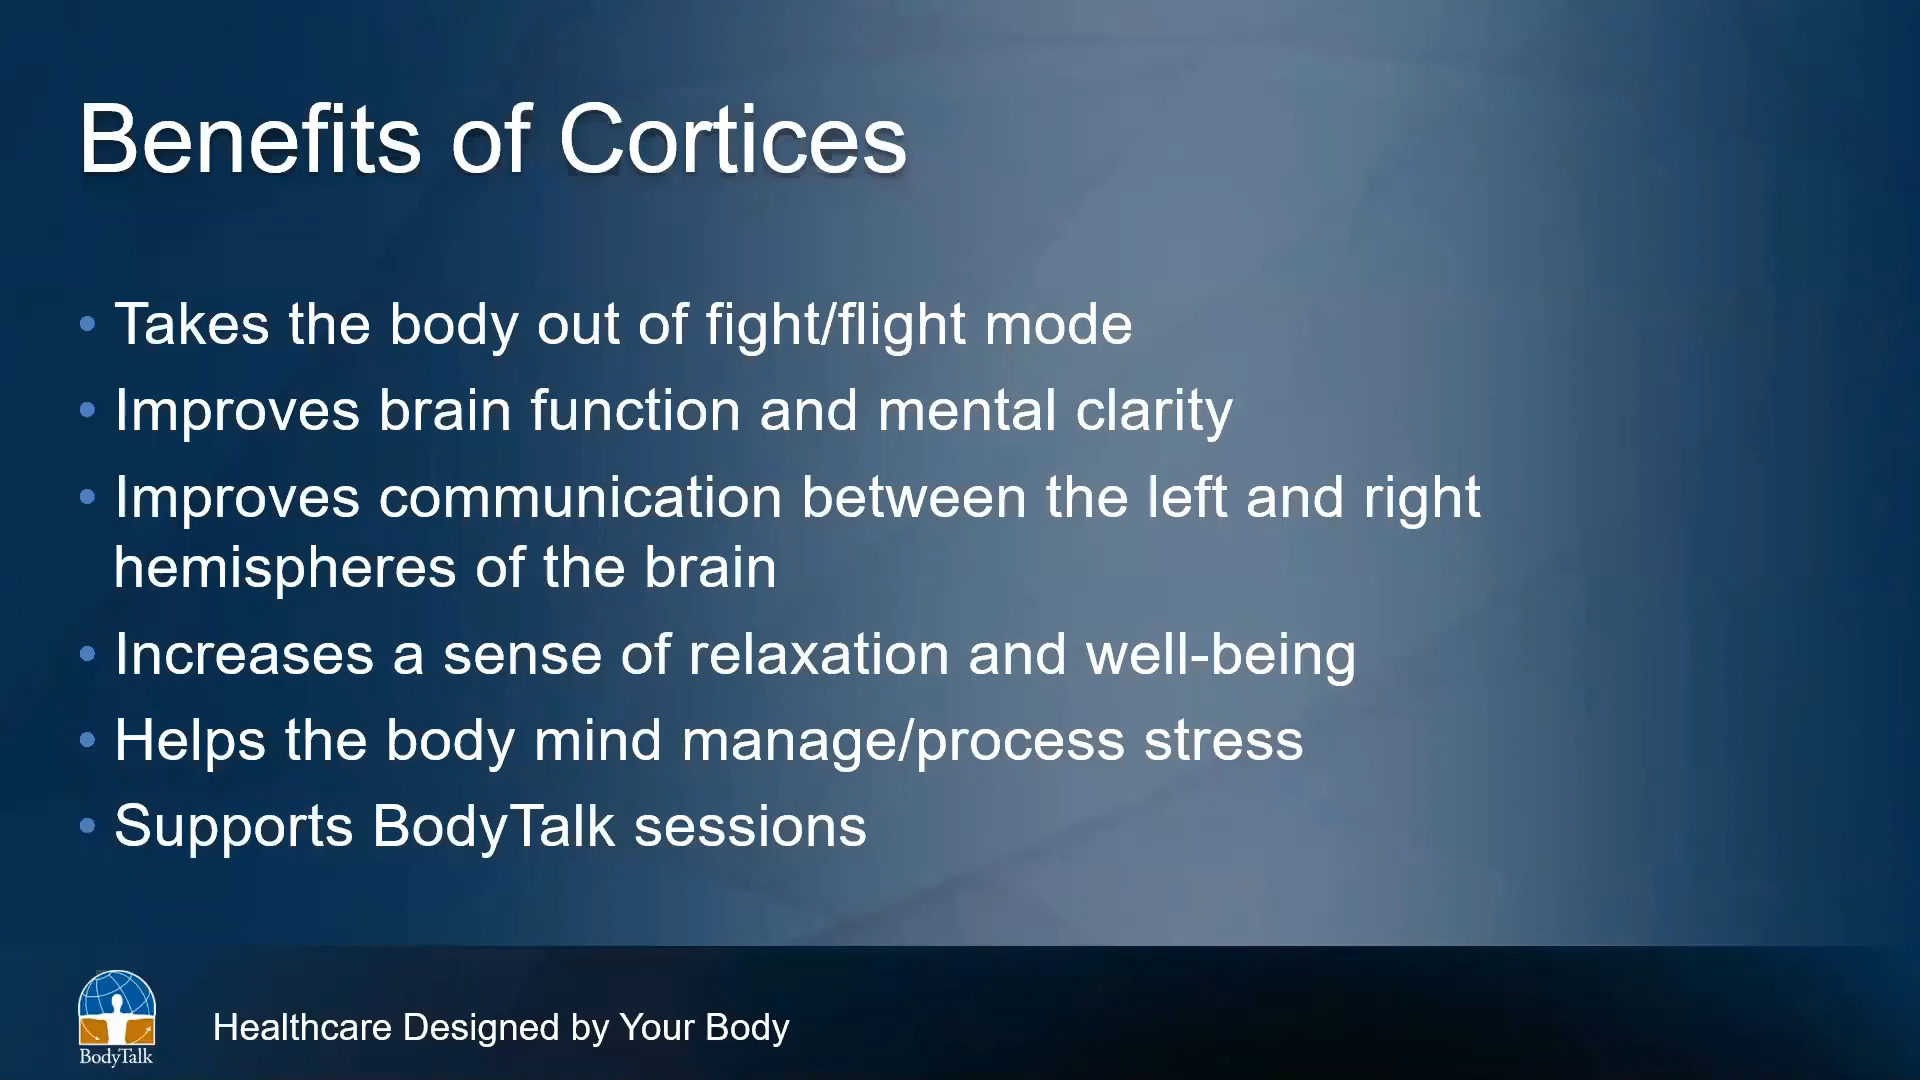 Benefits of Cortices
• Takes the body out of fight/flight mode
• Improves brain function and mental clarity
• Improves communication between the left and right
hemispheres of the brain
• Increases a sense of relaxation and well-being
• Helps the body mind manage/process stress
• Supports BodyTalk sessions
Healthcare Designed by Your Body
BodyTalk